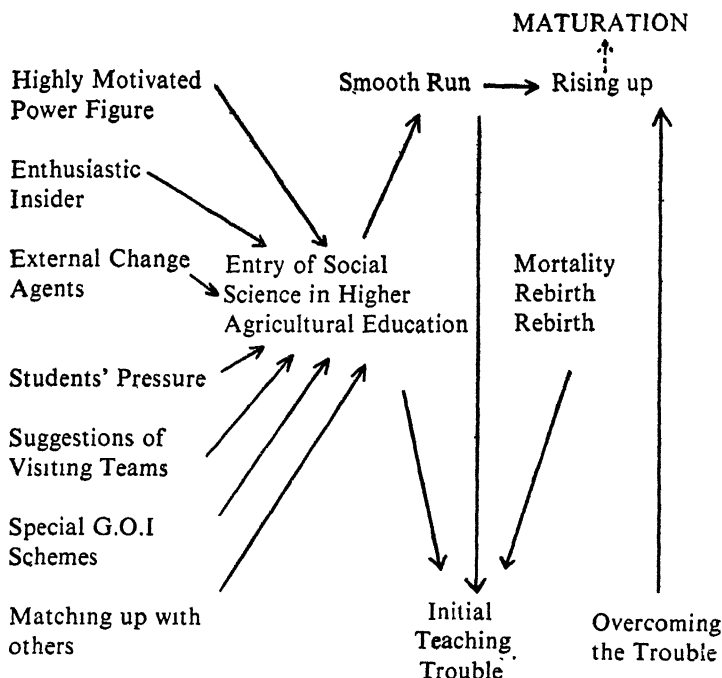 MATURATION
Highly Motivated
Power Figure
Smooth Run
Rising up
Enthusiastic
Insider
External Change
Agents
Entry of Social
Science in Higher
Agricultural Education
Mortality
Rebirth
Rebirth
Students' Pressure
Suggestions of
Visiting Teams
Special G.O.I
Schemes
Matching up with
others
Initial
Teaching
Trouble
Overcoming
the Trouble